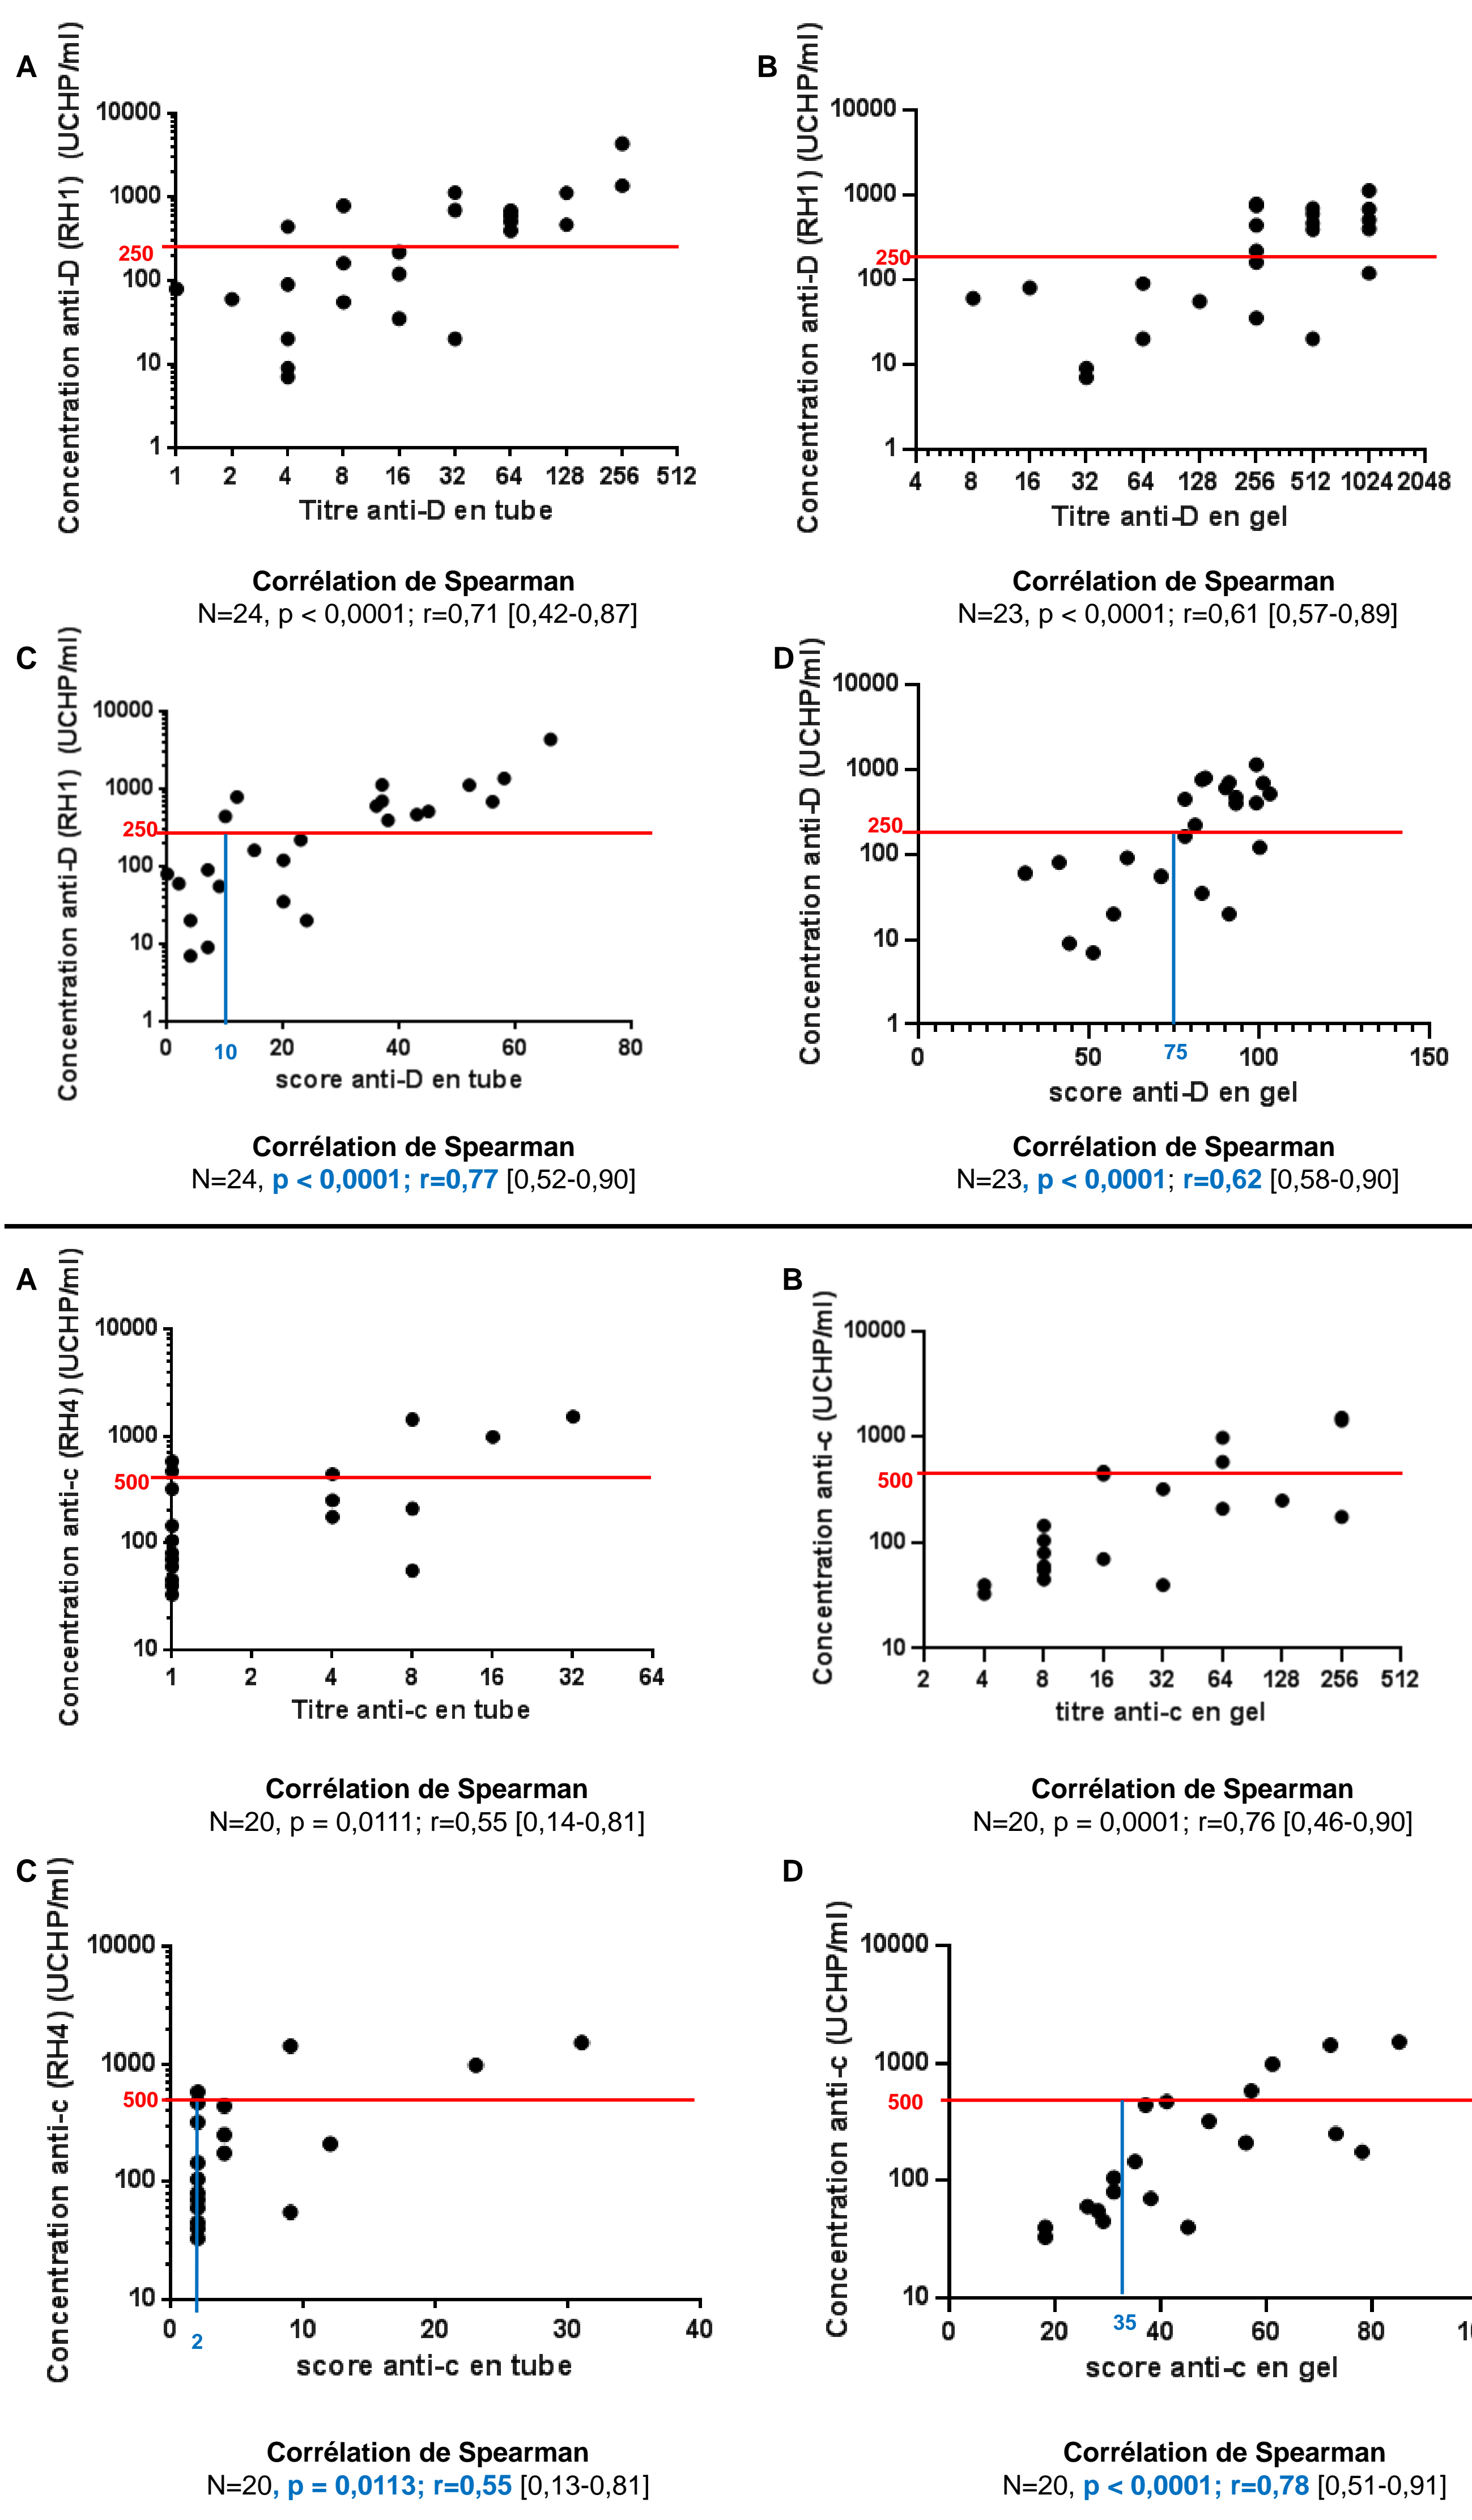 A
Concentration anti-D (RH1) (UCHP/ml)
10000
1000
250
100
10
1
1 2 4 8 16 32 64 128 256 512
Titre anti-D en tube
Corrélation de Spearman
N=24, p < 0,0001; r=0,71 [0,42-0,87]
B
Concentration anti-D (RH1) (UCHP/ml)
10000
1000
250
100
10
1
4 8 16 32 64 128 256 512 1024 2048
Titre anti-D en gel
Corrélation de Spearman
N=23, p < 0,0001; r=0,61 [0,57-0,89]
C
Concentration anti-D (RH1) (UCHP/ml)
10000
1000
250
100
10
1
0 10 20 40 60 80
score anti-D en tube
Corrélation de Spearman
N=24, p < 0,0001; r=0,77 [0,52-0,90]
D
Concentration anti-D (UCHP/ml)
10000
1000
250
100
10
1
0 50 75 100 150
score anti-D en gel
Corrélation de Spearman
N=23, p < 0,0001; r=0,62 [0,58-0,90]
A
Concentration anti-c (RH4) (UCHP/ml)
10000
1000
500
100
10
1 2 4 8 16 32 64
Titre anti-c en tube
Corrélation de Spearman
N=20, p = 0,0111; r=0,55 [0,14-0,81]
B
Concentration anti-c (UCHP/ml)
10000
1000
500
100
10
2 4 8 16 32 64 128 256 512
titre anti-c en gel
Corrélation de Spearman
N=20, p = 0,0001; r=0,76 [0,46-0,90]
C
Concentration anti-c (RH4) (UCHP/ml)
10000
1000
500
100
10
0 2 10 20 30 40
score anti-c en tube
Corrélation de Spearman
N=20, p = 0,0113; r=0,55 [0,13-0,81]
D
Concentration anti-c (UCHP/ml)
10000
1000
500
100
10
0 20 35 40 60 80
score anti-c en gel
Corrélation de Spearman
N=20, p < 0,0001; r=0,78 [0,51-0,91]